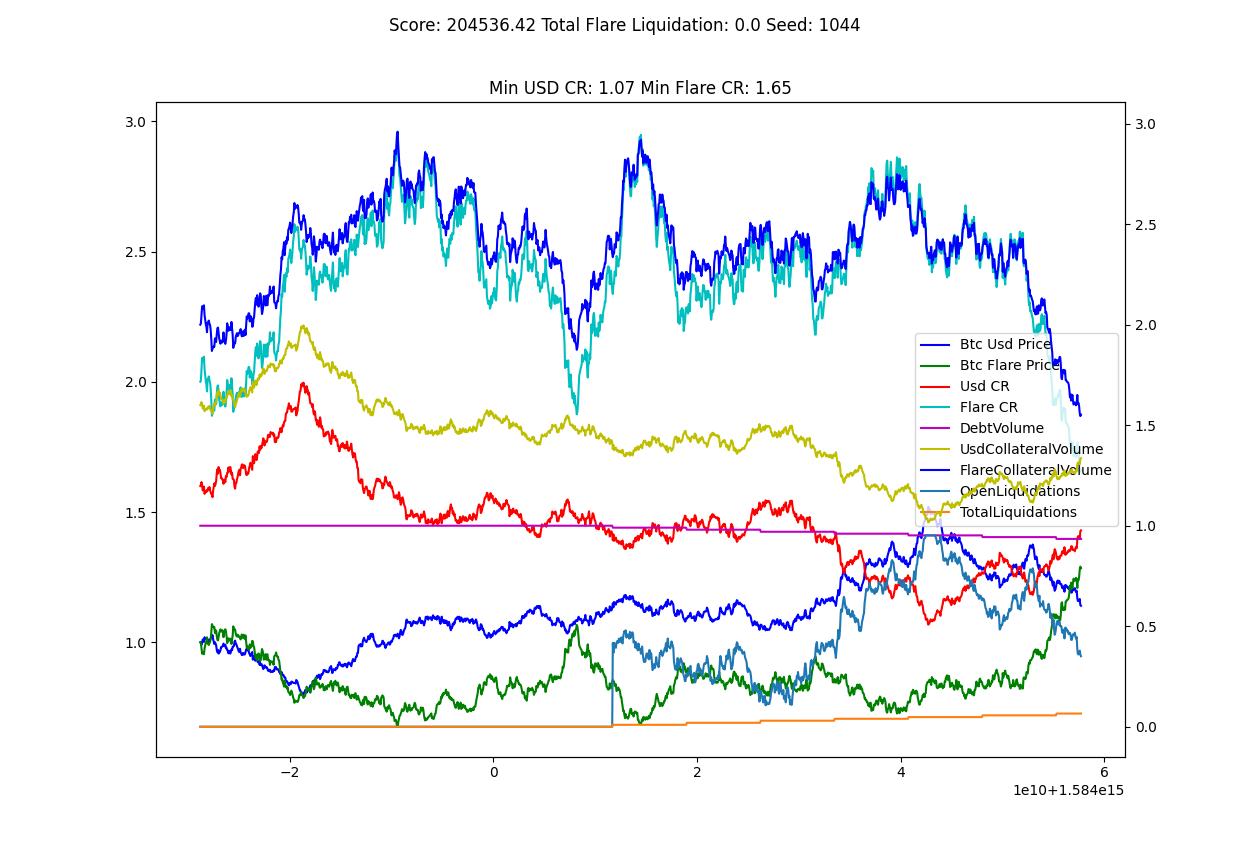 Score: 204536.42 Total Flare Liquidation: 0.0 Seed: 1044
Min USD CR: 1.07 Min Flare CR: 1.65
3.0
2.5
2.0
1.5
1.0
3.0
2.5
2.0
1.5
1.0
0.5
0.0
Btc Usd Price
Btc Flare Price
Usd CR
Flare CR
DebtVolume
UsdCollateralVolume
FlareCollateralVolume
OpenLiquidations
TotalLiquidations
−2 0 2 4 6
1e10+1.584e15